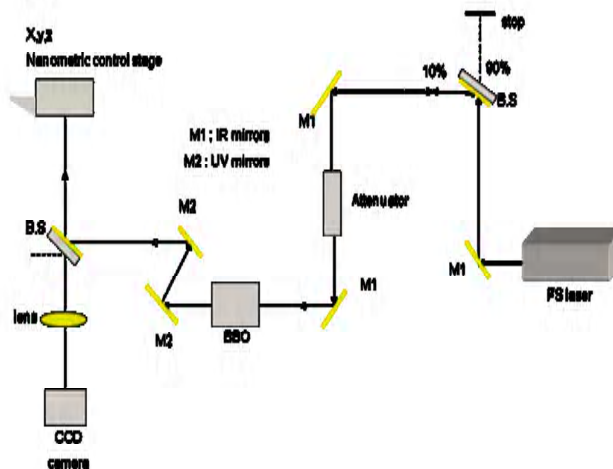 X,y,z
Nanometric control stage
stop
10%
90%
B.S
M1
M1 ; IR mirrors
M2 : UV mirrors
Attenuator
M2
B.S
M1
M1
FS laser
lens
M2
BBO
CCD
camera